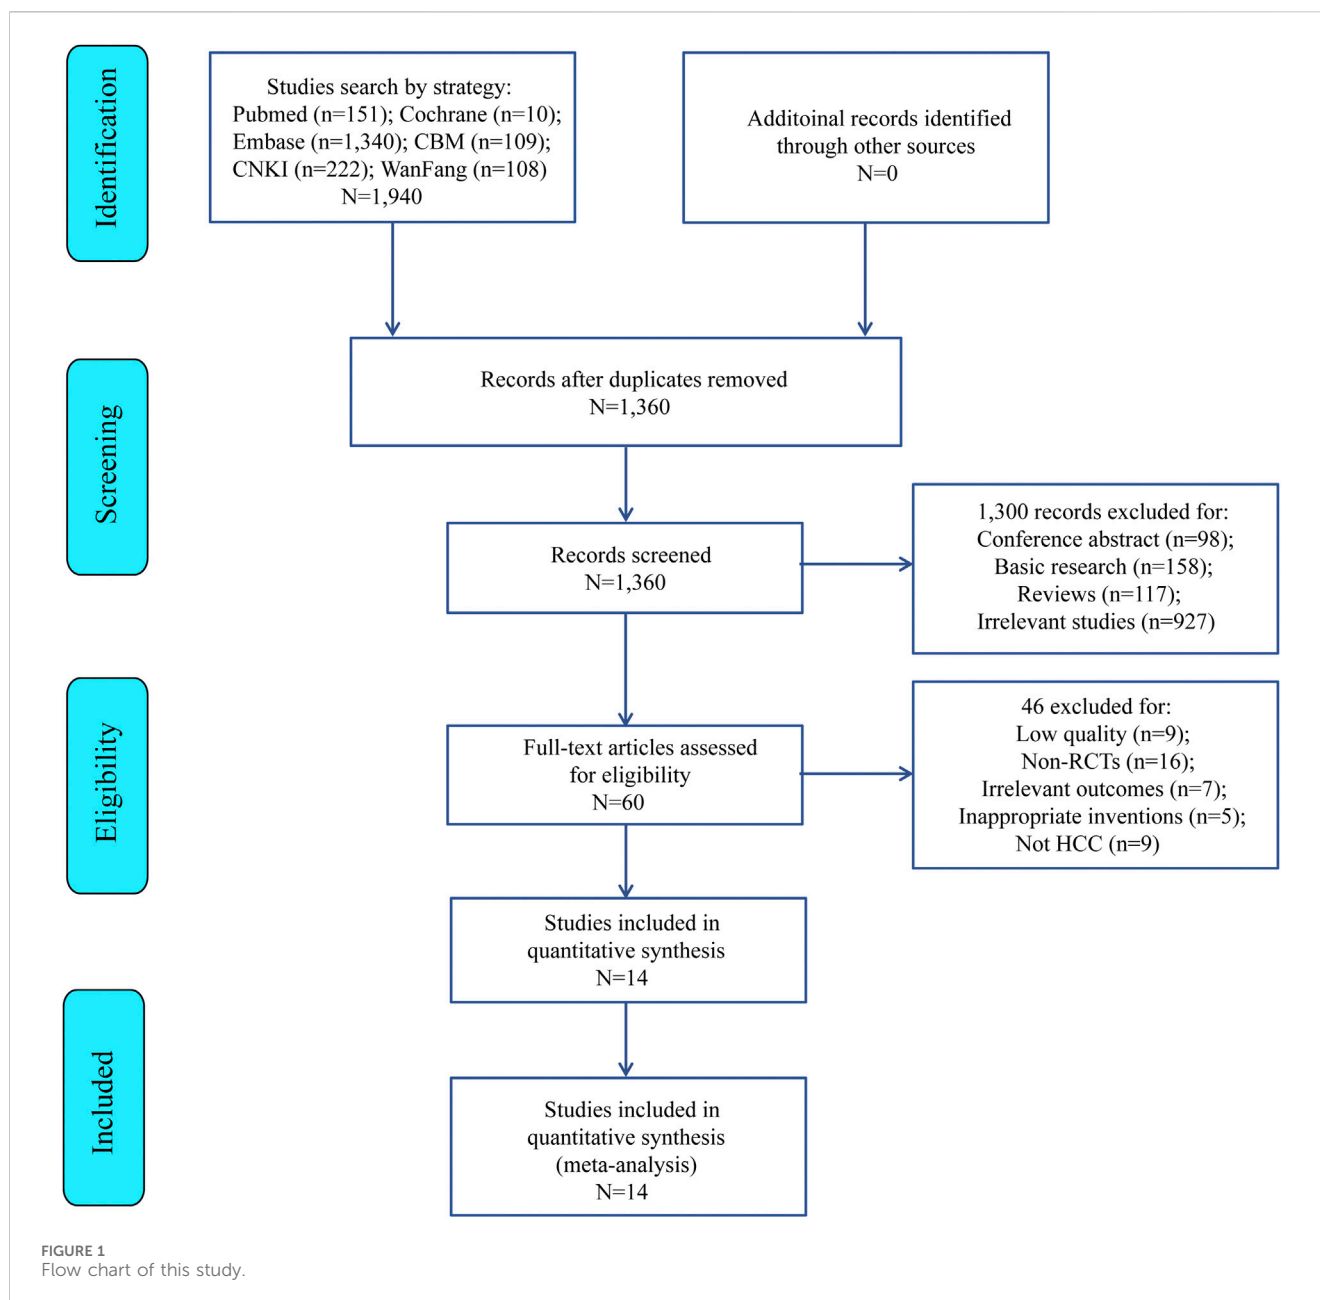 Identification
Studies search by strategy:
Pubmed (n=151); Cochrane (n=10);
Embase (n=1,340); CBM (n=109);
CNKI (n=222); WanFang (n=108)
N=1,940
Additoinal records identified
through other sources
N=0
Screening
Records after duplicates removed
N=1,360
Records screened
N=1,360
1,300 records excluded for:
Conference abstract (n=98);
Basic research (n=158);
Reviews (n=117);
Irrelevant studies (n=927)
Eligibility
Full-text articles assessed
for eligibility
N=60
46 excluded for:
Low quality (n=9);
Non-RCTs (n=16);
Irrelevant outcomes (n=7);
Inappropriate inventions (n=5);
Not HCC (n=9)
Studies included in
quantitative synthesis
N=14
Included
Studies included in
quantitative synthesis
(meta-analysis)
N=14
FIGURE 1
Flow chart of this study.